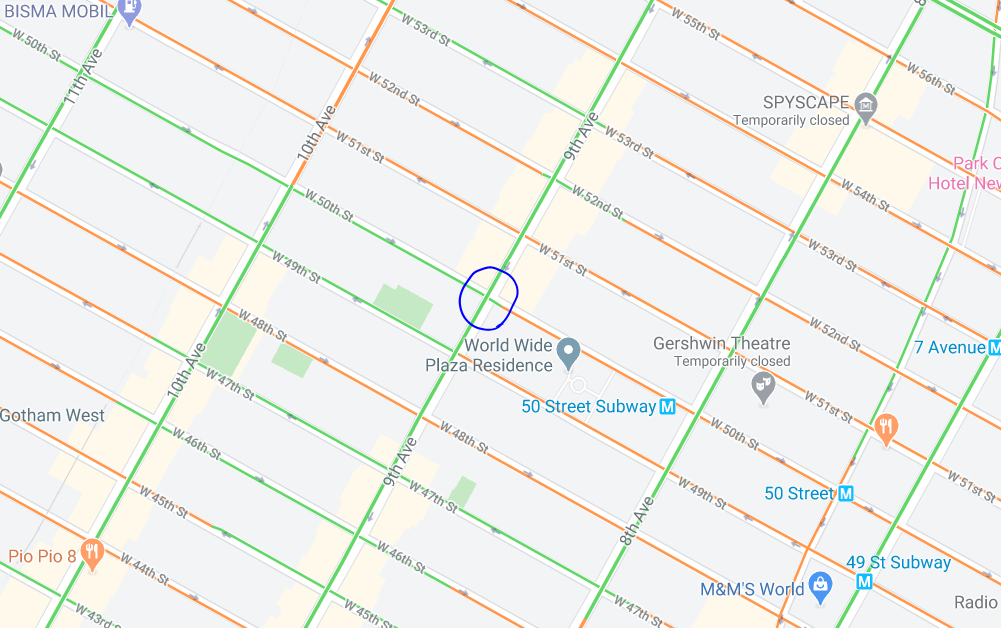 BISMA MOBIL
W 50th St
11th Ave
W 53rd St
W 55th St
W 56th St
W 52nd St
10th Ave
W 51st St
9th Ave
W 53rd St
SPYSCAPE
Temporarily closed
Park C
Hotel New
W 54th St
W 50th St
W 52nd St
W 49th St
W 51st St
W 53rd St
W 48th St
World Wide
Plaza Residence
Gershwin Theatre
Temporarily closed
W 52nd St
7 Avenue
M
10th Ave
W 47th St
Gotham West
50 Street Subway
M
W 51st St
W 46th St
9th Ave
W 48th St
W 50th St
W 45th St
W 47th St
8th Ave
W 49th St
50 Street
M
W 51st St
Pio Pio 8
W 44th St
W 46th St
49 St Subway
M
M&M'S World
Radio
W 43rd St
W 45th St
W 47th St